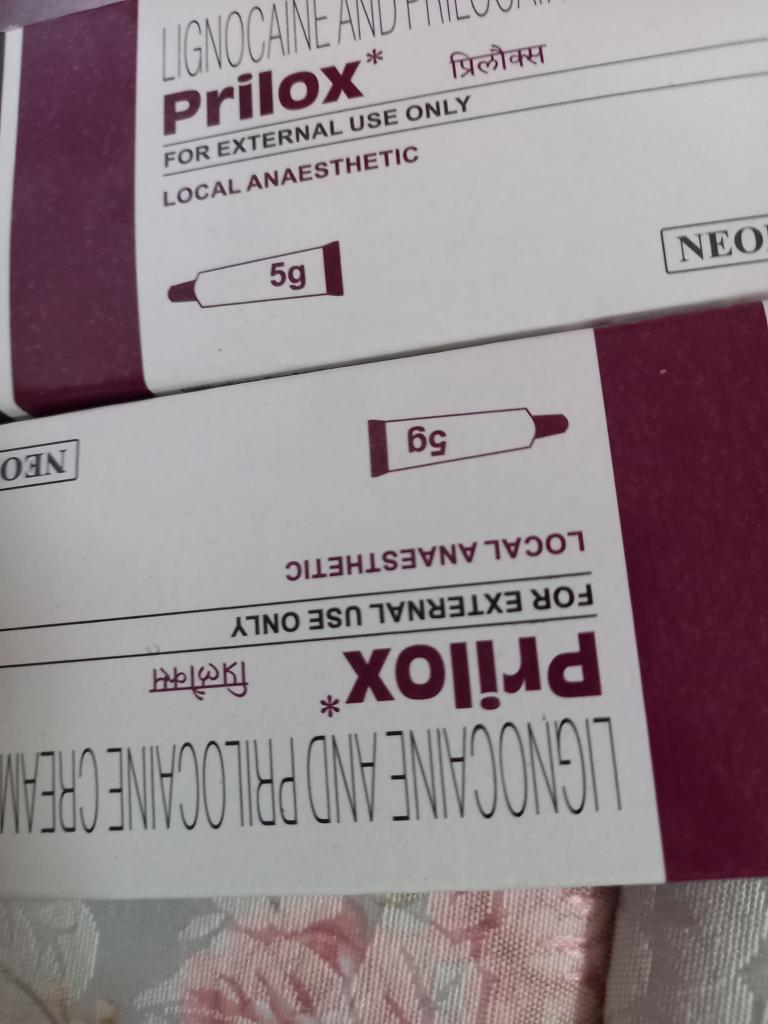 LIGNOCAINE AND PRILOCAIN
Prilox* प्रिलौक्स
FOR EXTERNAL USE ONLY
LOCAL ANAESTHETIC
5g
NEO
LIGNOCAINE AND PRILOCAINE CREAM
Prilox* प्रिलौक्स
FOR EXTERNAL USE ONLY
LOCAL ANAESTHETIC
5g
NEO